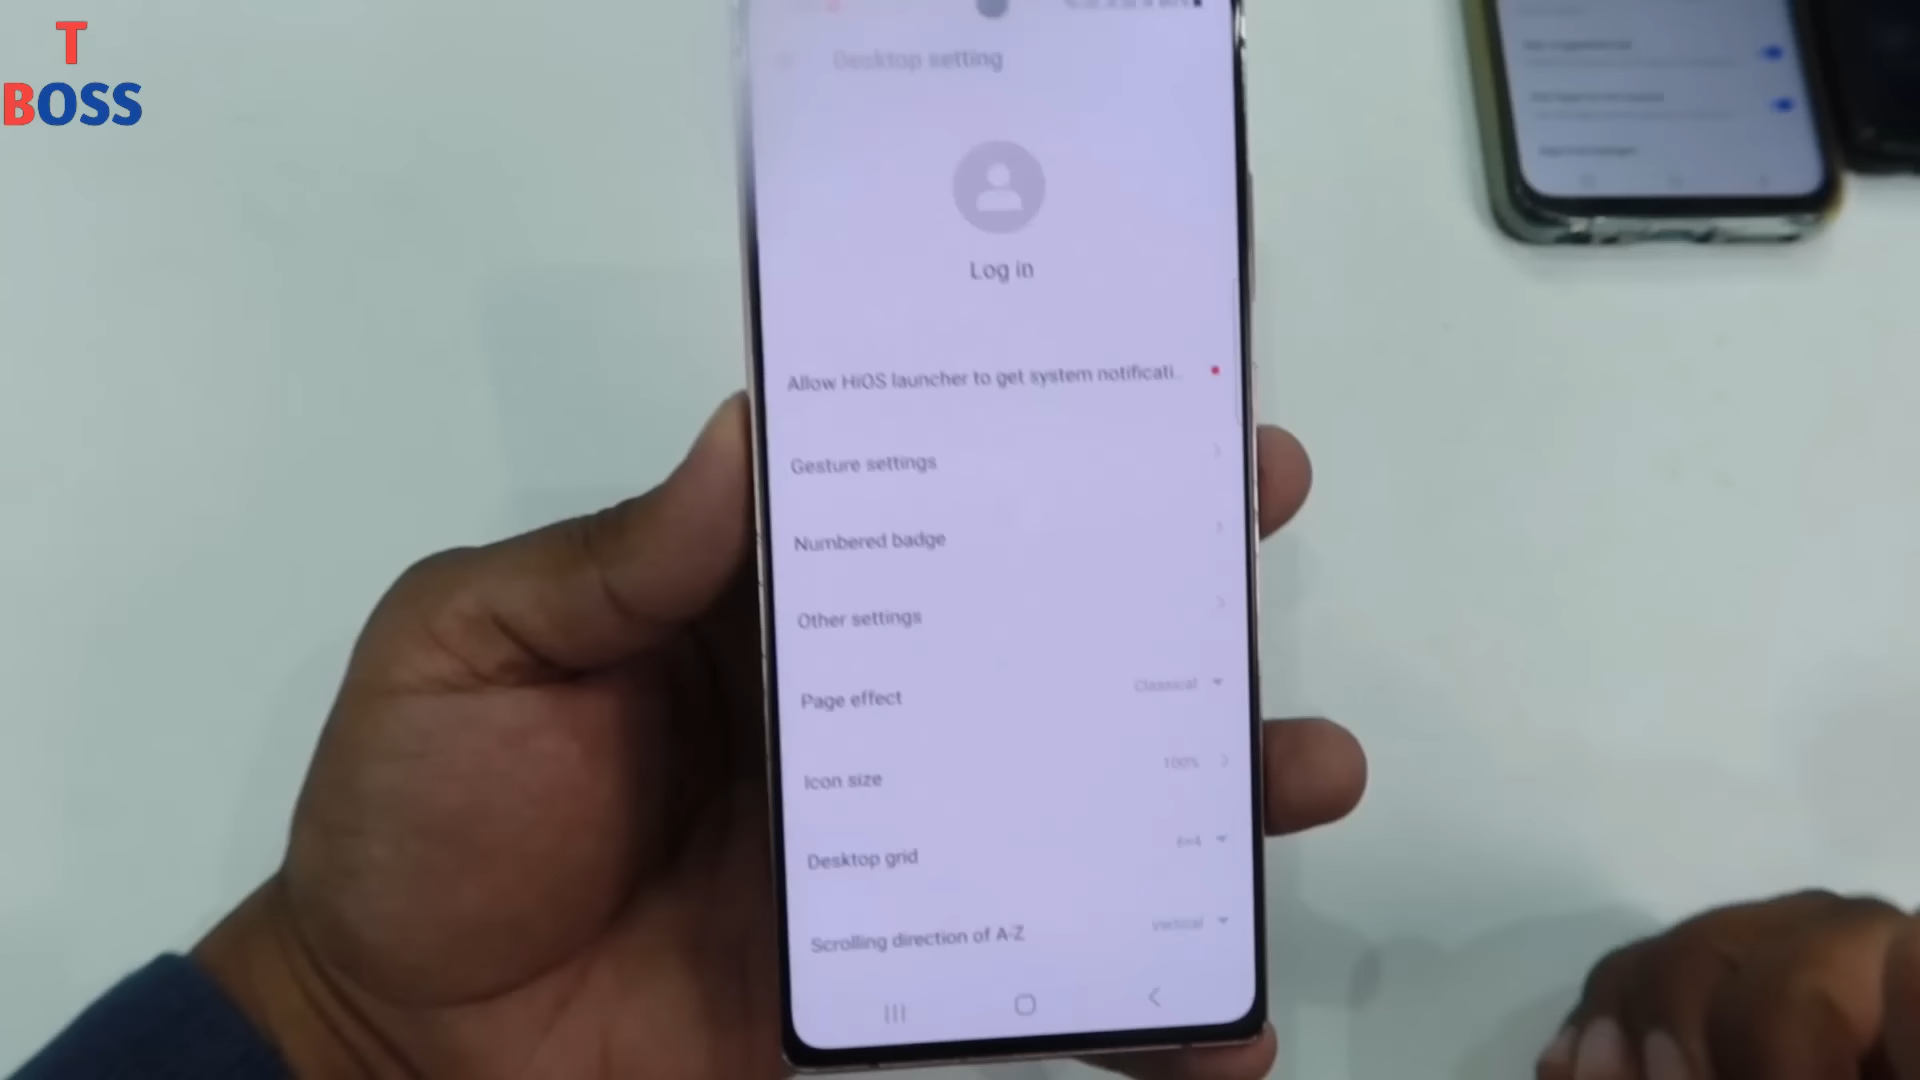 T
BOSS
Desktop setting
Log in
Allow HiOS launcher to get system notificati..
Gesture settings
Numbered badge
Other settings
Page effect
Classical
Icon size
100%
Desktop grid
Scrolling direction of A-Z
Vertical